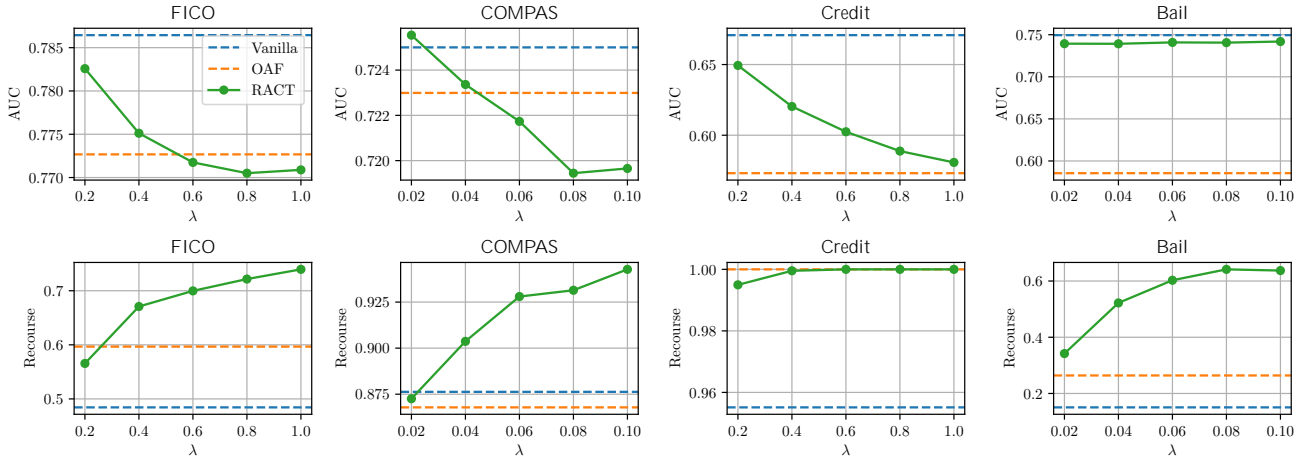 FICO
AUC
0.785
0.780
0.775
0.770
Vanilla
OAF
RACT
0.2 0.4 0.6 0.8 1.0
λ
COMPAS
AUC
0.724
0.722
0.720
0.02 0.04 0.06 0.08 0.10
λ
Credit
AUC
0.65
0.60
0.2 0.4 0.6 0.8 1.0
λ
Bail
AUC
0.75
0.70
0.65
0.60
0.02 0.04 0.06 0.08 0.10
λ
FICO
Recourse
0.7
0.6
0.5
0.2 0.4 0.6 0.8 1.0
λ
COMPAS
Recourse
0.925
0.900
0.875
0.02 0.04 0.06 0.08 0.10
λ
Credit
Recourse
1.00
0.98
0.96
0.2 0.4 0.6 0.8 1.0
λ
Bail
Recourse
0.6
0.4
0.2
0.02 0.04 0.06 0.08 0.10
λ